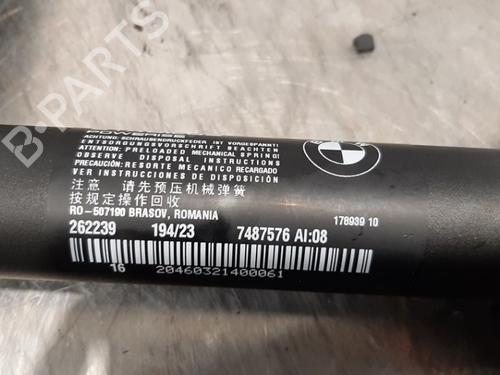 B-PARTS
POWERISE
ACHTUNG: SCHRAUBENDRUCKFEDER IST VORGESPANNT!
ENTSORGUNGSVORSCHRIFT BEACHTEN
ATTENTION: PRELOADED MECHANICAL SPRING!
OBSERVE DISPOSAL INSTRUCTIONS
PRECAUCIÓN: RESORTE MECANICO RECARGADO
VER INSTRUCCIONES DE DISPOSICIÓN
注意 请先预压机械弹簧
按规定操作回收
RO-507190 BRASOV, ROMANIA
178939 10
262239 194/23 7487576 AI:08
16 20460321400061